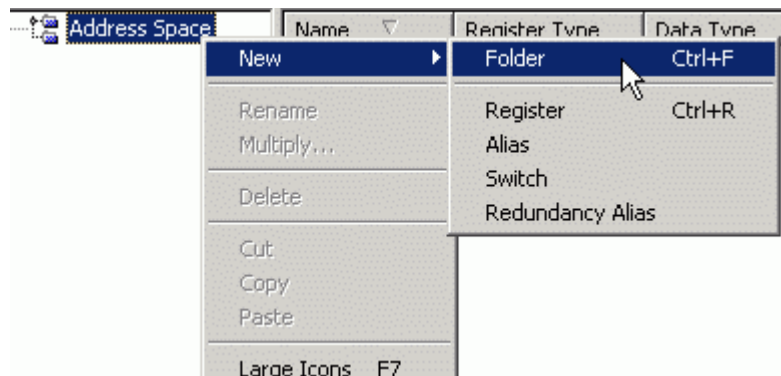 Address Space
Name Register Type Data Type
New
Folder Ctrl+F
Rename
Register Ctrl+R
Multiply...
Alias
Switch
Delete
Redundancy Alias
Cut
Copy
Paste
Large Icons F7